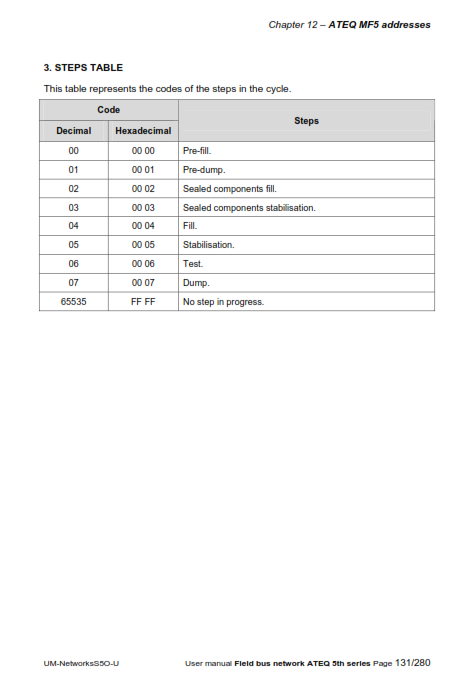 Chapter 12 – ATEQ MF5 addresses
3. STEPS TABLE
This table represents the codes of the steps in the cycle.
Code
Steps
Decimal Hexadecimal
00 00 00 Pre-fill.
01 00 01 Pre-dump.
02 00 02 Sealed components fill.
03 00 03 Sealed components stabilisation.
04 00 04 Fill.
05 00 05 Stabilisation.
06 00 06 Test.
07 00 07 Dump.
65535 FF FF No step in progress.
UM-NetworksS5O-U User manual Field bus network ATEQ 5th series Page 131/280